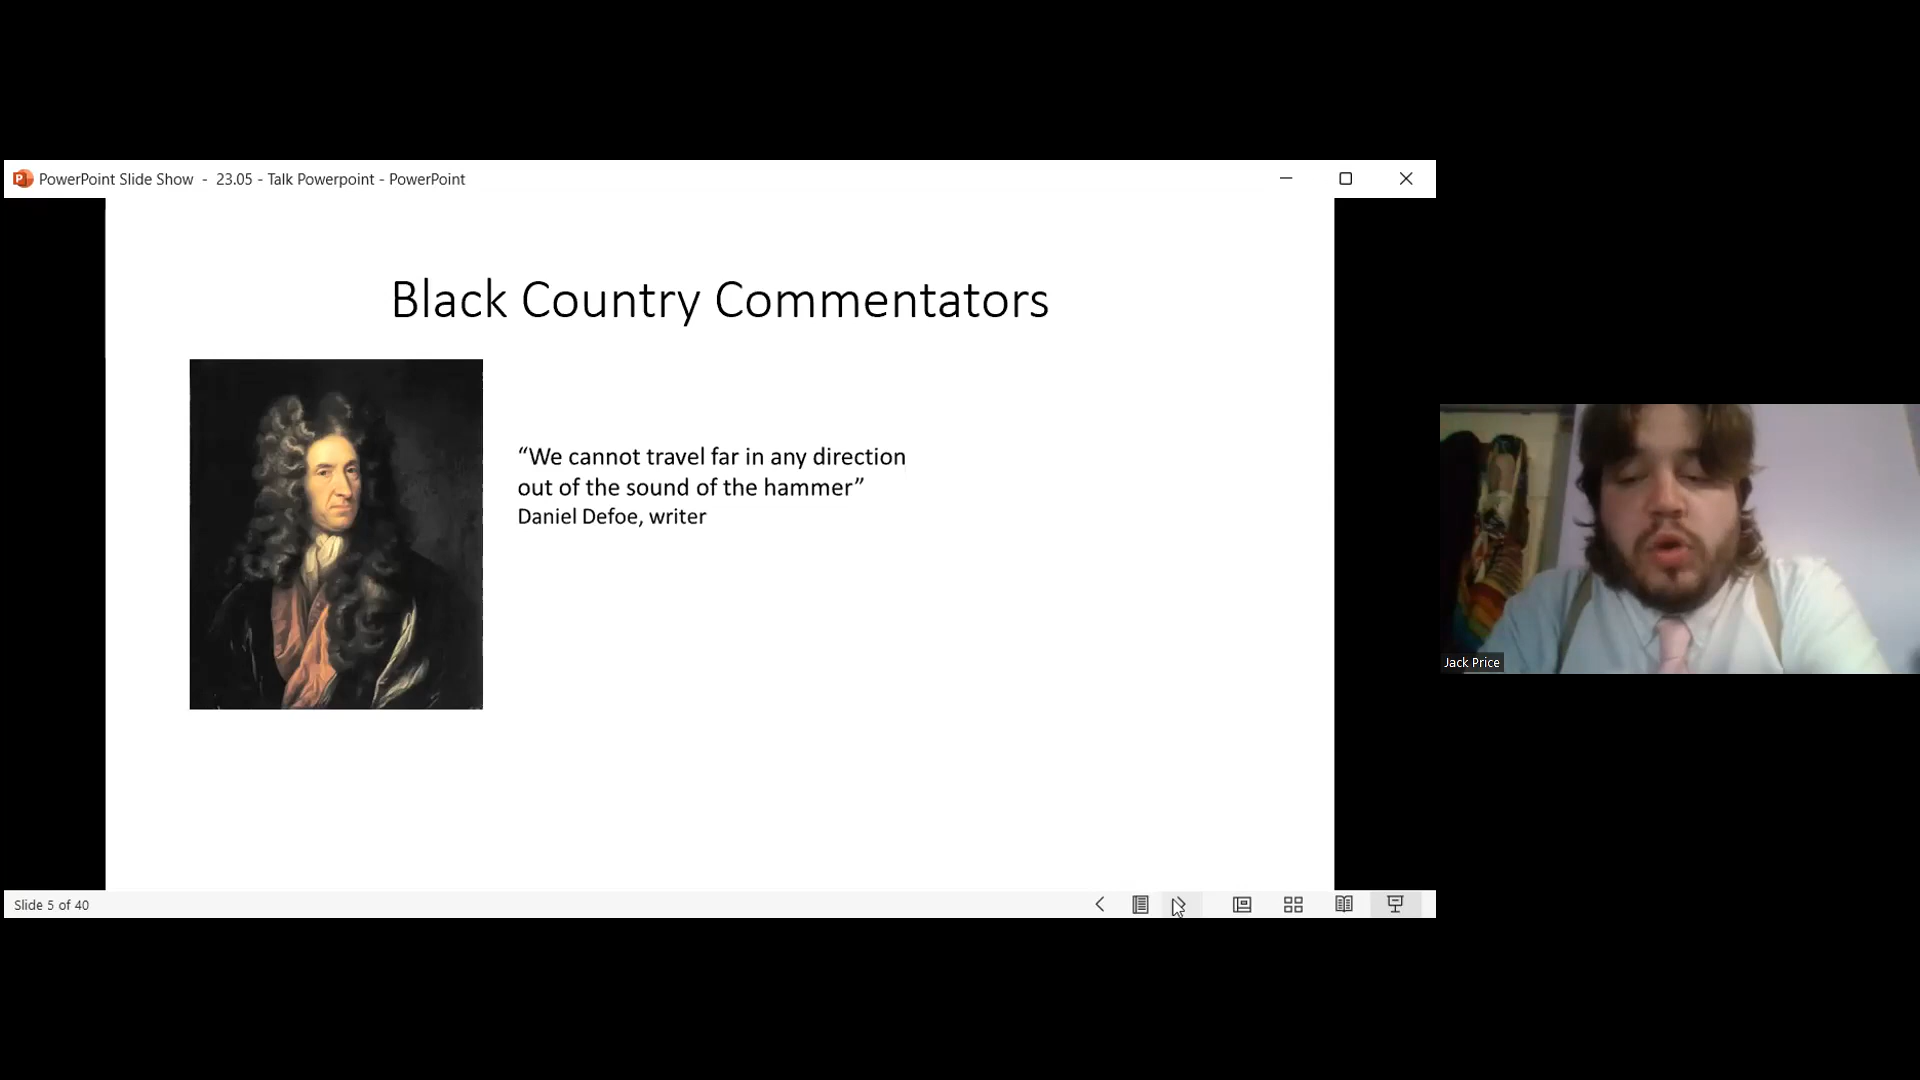 PowerPoint Slide Show - 23.05 - Talk Powerpoint - PowerPoint
Black Country Commentators
“We cannot travel far in any direction
out of the sound of the hammer”
Daniel Defoe, writer
Jack Price
Slide 5 of 40